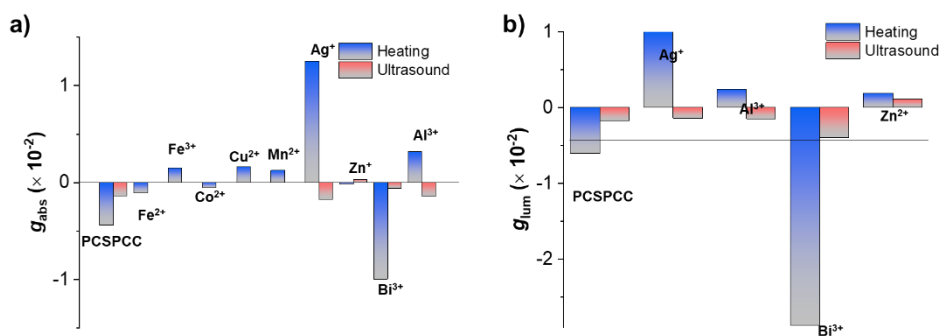 a)
Heating
Ultrasound
g_abs (× 10⁻²)
1
0
-1
PCSPCC
Fe²⁺
Fe³⁺
Co²⁺
Cu²⁺
Mn²⁺
Ag⁺
Zn⁺
Bi³⁺
Al³⁺
b)
Heating
Ultrasound
g_lum (× 10⁻²)
1
0
-1
-2
PCSPCC
Ag⁺
Al³⁺
Bi³⁺
Zn²⁺